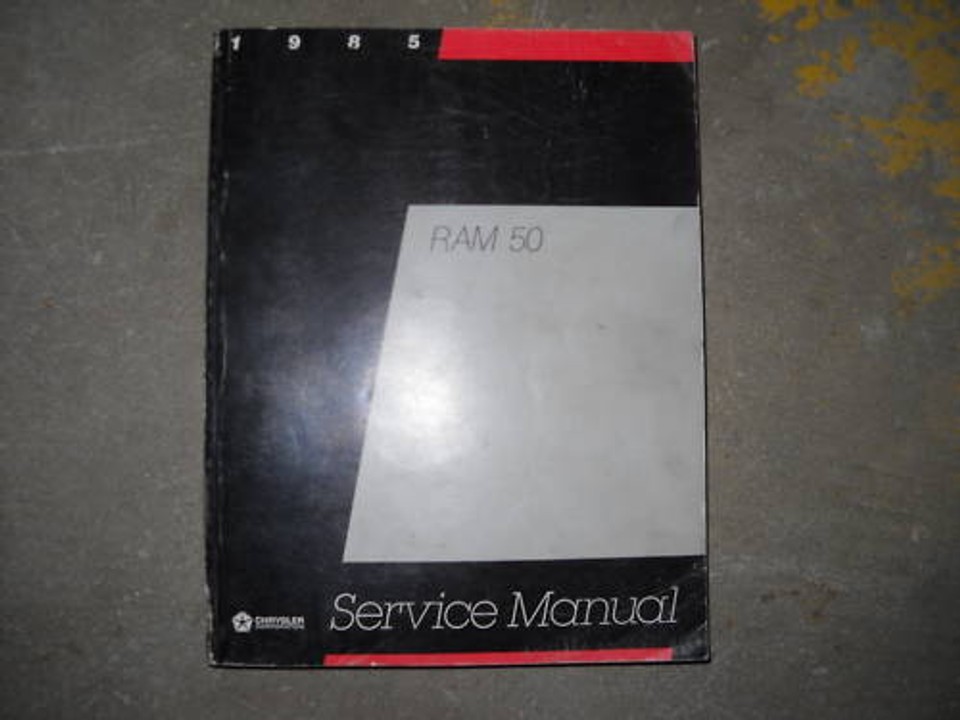 1 9 8 5
RAM 50
Service Manual
CHRYSLER